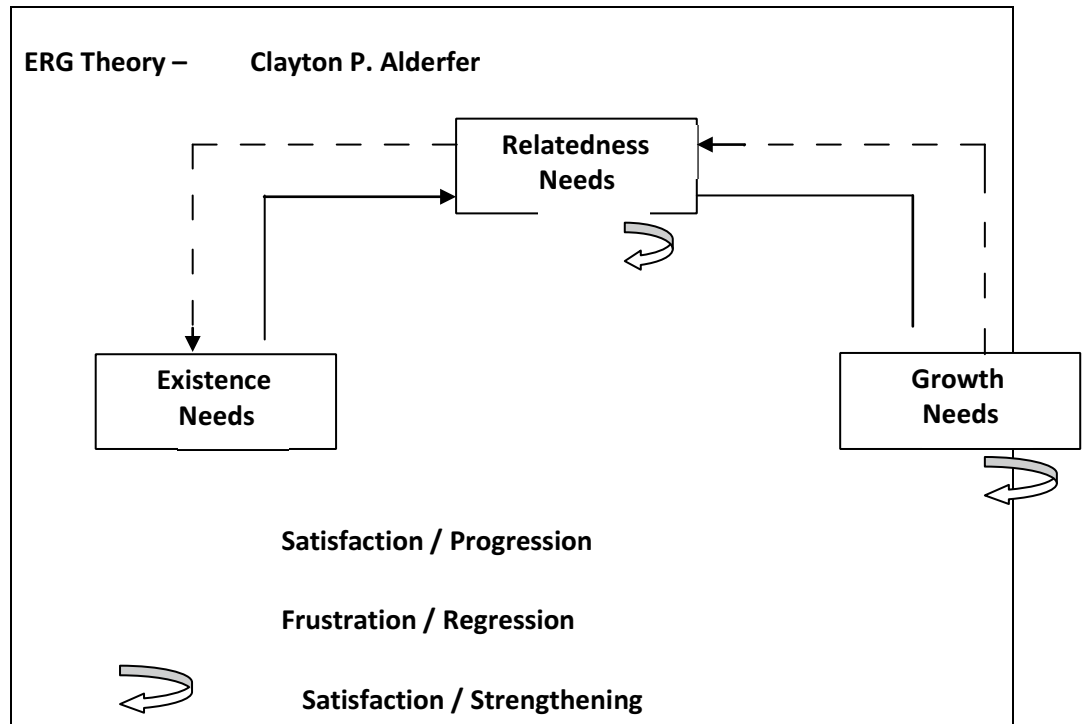 ERG Theory – Clayton P. Alderfer
Relatedness
Needs
Existence
Needs
Growth
Needs
Satisfaction / Progression
Frustration / Regression
Satisfaction / Strengthening